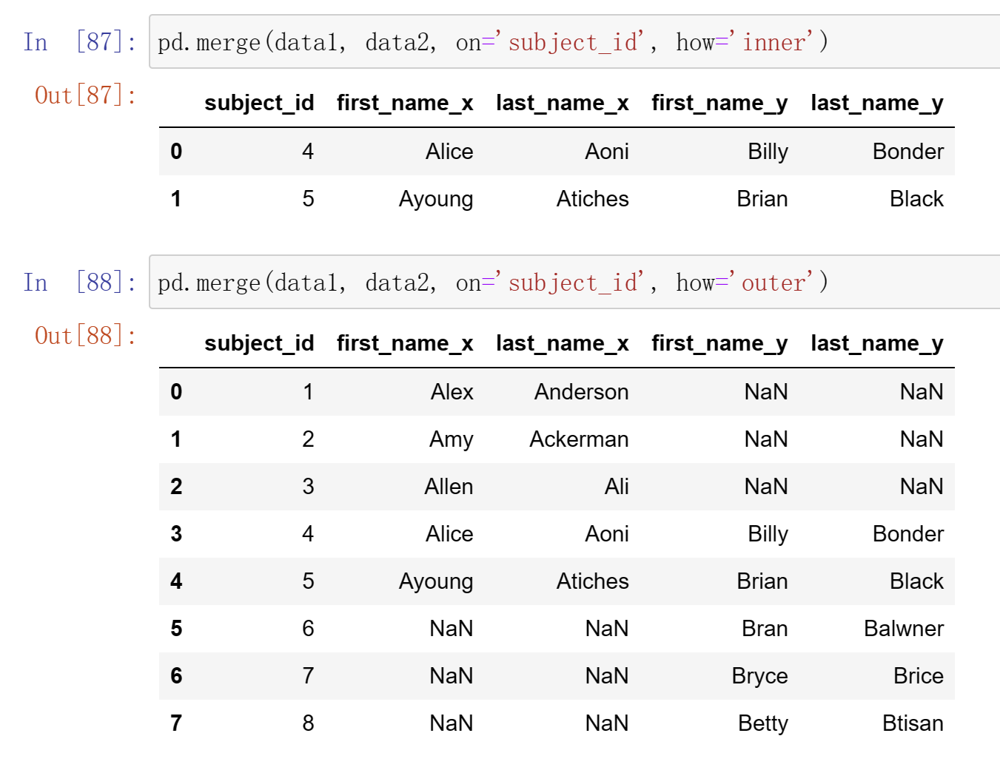 In [87]: pd.merge(data1, data2, on='subject_id', how='inner')
Out[87]:
subject_id first_name_x last_name_x first_name_y last_name_y
0 4 Alice Aoni Billy Bonder
1 5 Ayoung Atiches Brian Black
In [88]: pd.merge(data1, data2, on='subject_id', how='outer')
Out[88]:
subject_id first_name_x last_name_x first_name_y last_name_y
0 1 Alex Anderson NaN NaN
1 2 Amy Ackerman NaN NaN
2 3 Allen Ali NaN NaN
3 4 Alice Aoni Billy Bonder
4 5 Ayoung Atiches Brian Black
5 6 NaN NaN Bran Balwner
6 7 NaN NaN Bryce Brice
7 8 NaN NaN Betty Btisan